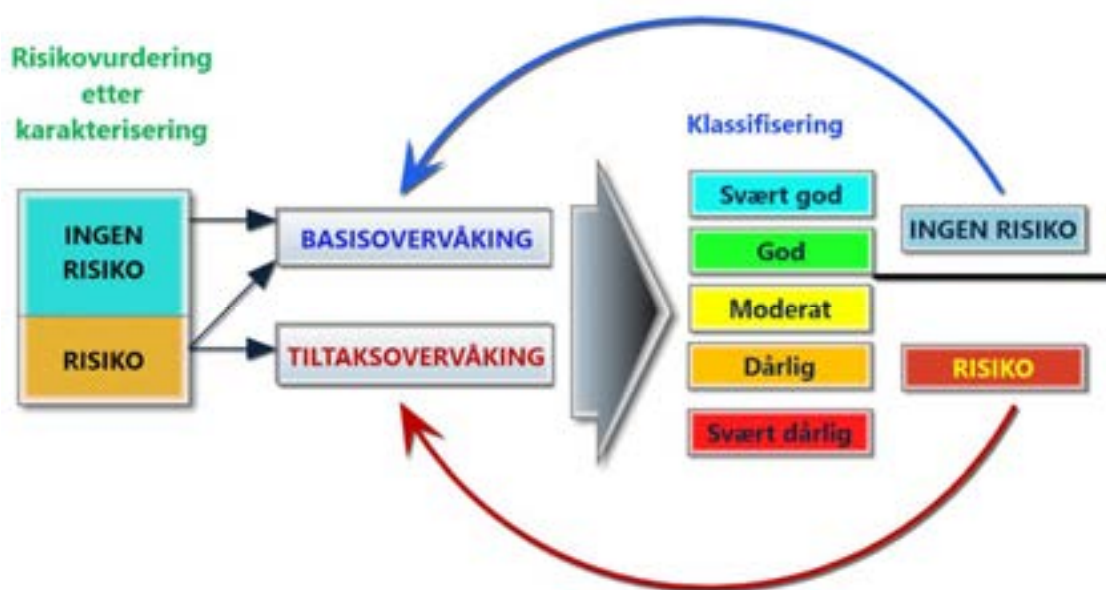 Risikovurdering
etter
karakterisering
INGEN
RISIKO
RISIKO
BASISOVERVÅKING
TILTAKSOVERVÅKING
Klassifisering
Svært god
God
Moderat
Dårlig
Svært dårlig
INGEN RISIKO
RISIKO